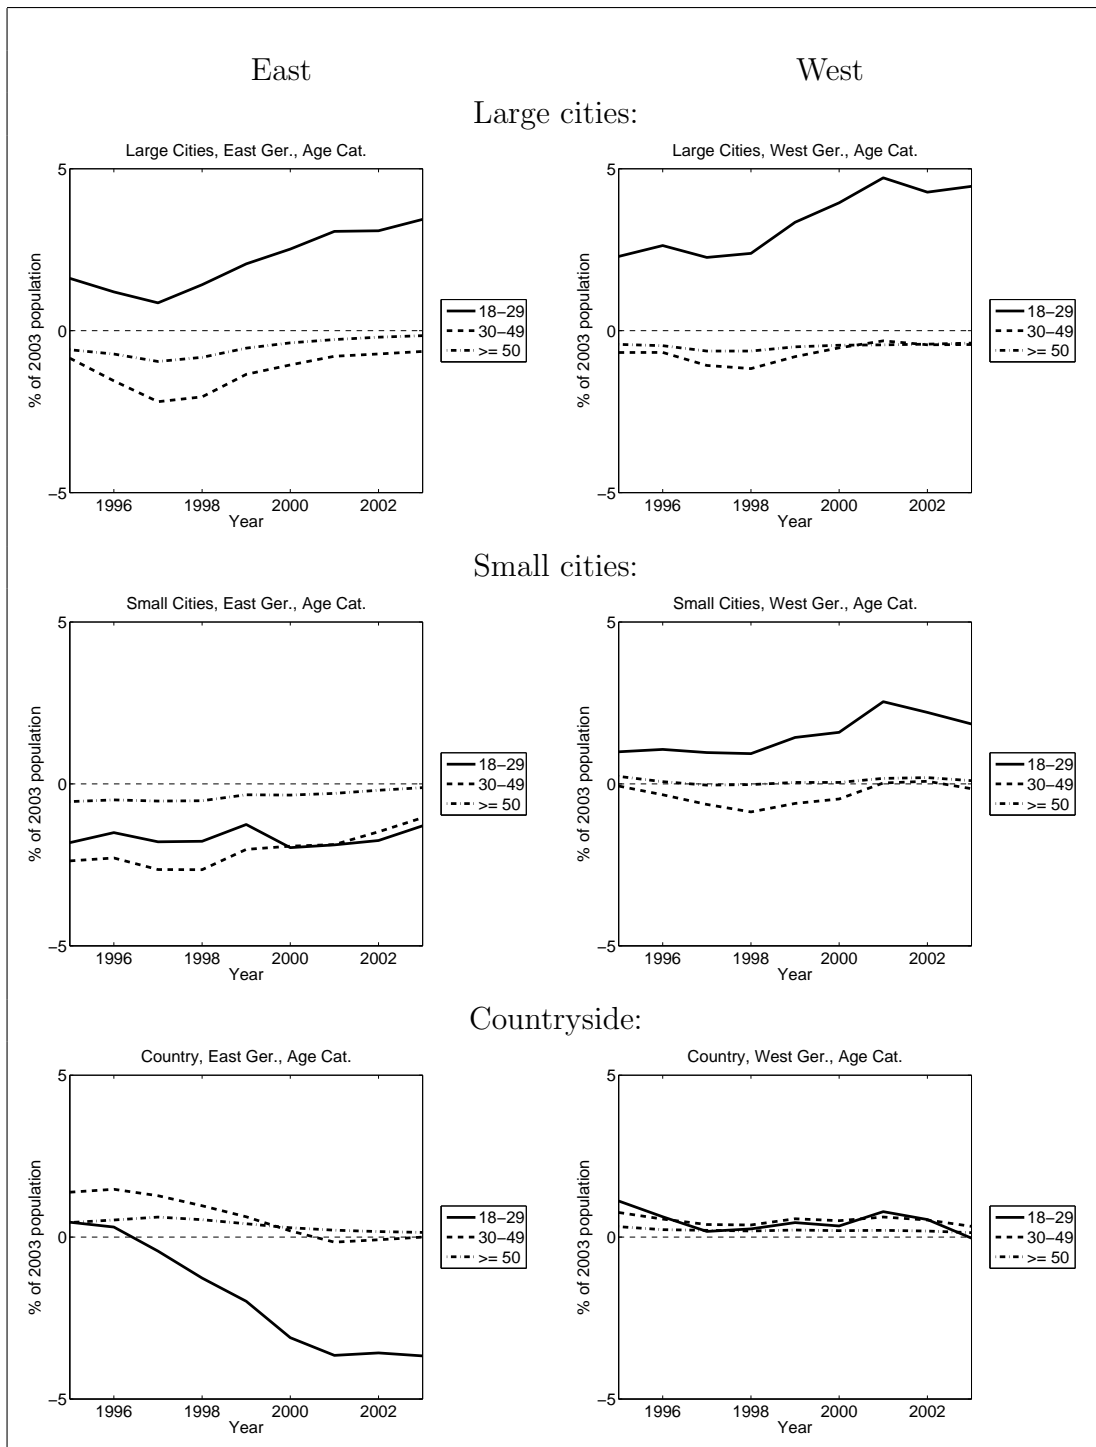 East
West
Large cities:
Large Cities, East Ger., Age Cat.
5
0
−5
% of 2003 population
1996 1998 2000 2002
Year
18−29
30−49
>= 50
Large Cities, West Ger., Age Cat.
5
0
−5
% of 2003 population
1996 1998 2000 2002
Year
18−29
30−49
>= 50
Small cities:
Small Cities, East Ger., Age Cat.
5
0
−5
% of 2003 population
1996 1998 2000 2002
Year
18−29
30−49
>= 50
Small Cities, West Ger., Age Cat.
5
0
−5
% of 2003 population
1996 1998 2000 2002
Year
18−29
30−49
>= 50
Countryside:
Country, East Ger., Age Cat.
5
0
−5
% of 2003 population
1996 1998 2000 2002
Year
18−29
30−49
>= 50
Country, West Ger., Age Cat.
5
0
−5
% of 2003 population
1996 1998 2000 2002
Year
18−29
30−49
>= 50